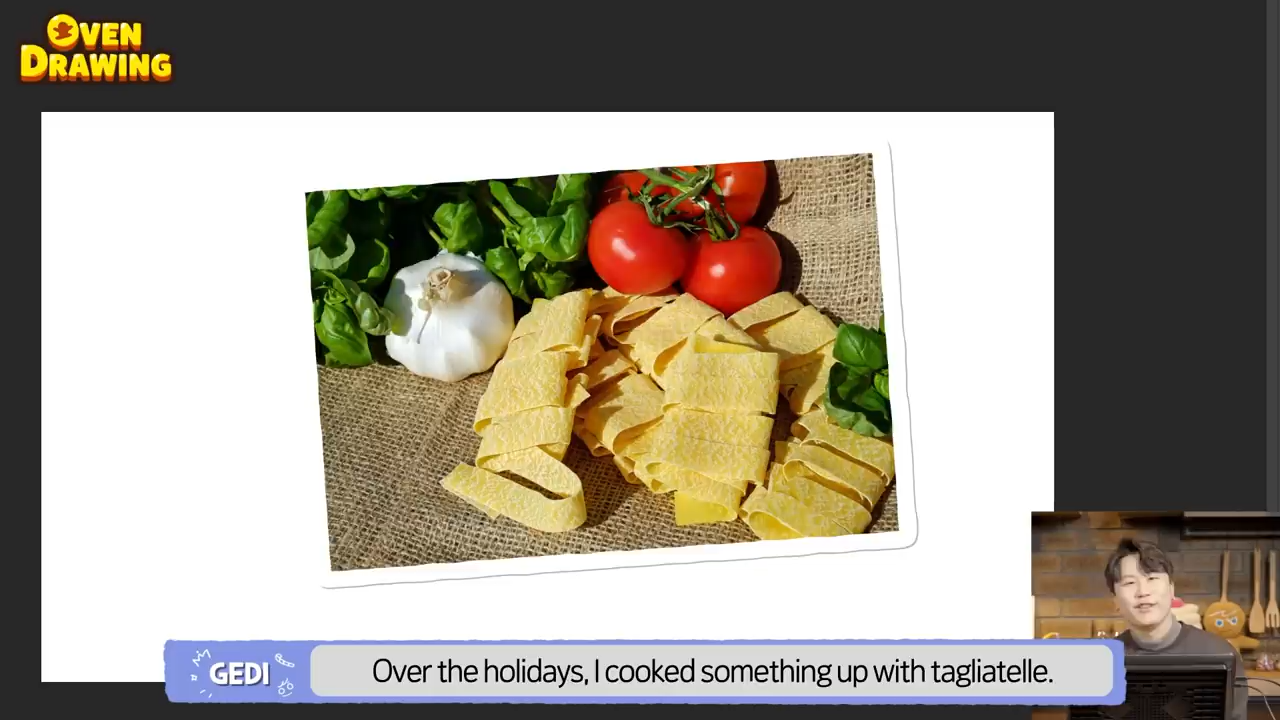 OVEN
DRAWING
GEDI
Over the holidays, I cooked something up with tagliatelle.